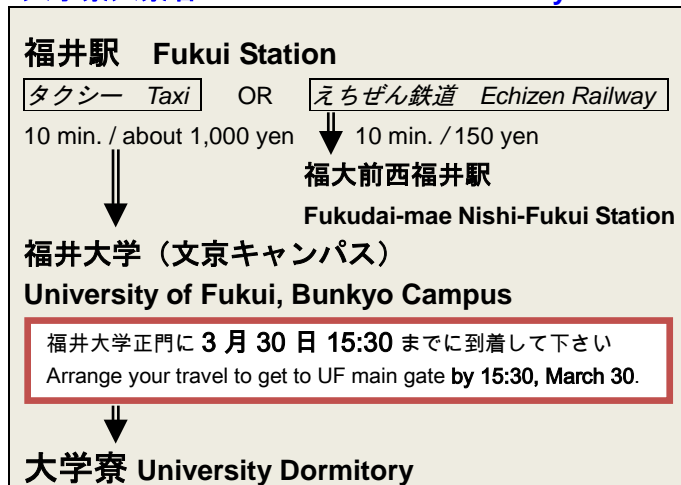 福井駅 Fukui Station
タクシー Taxi OR えちぜん鉄道 Echizen Railway
10 min. / about 1,000 yen 10 min. / 150 yen
福大前西福井駅
Fukudai-mae Nishi-Fukui Station
福井大学（文京キャンパス）
University of Fukui, Bunkyo Campus
福井大学正門に 3 月 30 日 15:30 までに到着して下さい
Arrange your travel to get to UF main gate by 15:30, March 30.
大学寮 University Dormitory